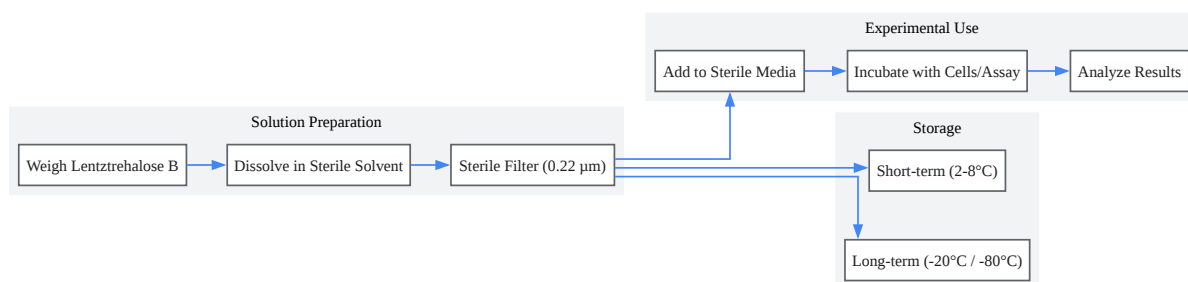 Experimental Use
Add to Sterile Media
Incubate with Cells/Assay
Analyze Results
Solution Preparation
Weigh Lentztrehalose B
Dissolve in Sterile Solvent
Sterile Filter (0.22 µm)
Storage
Short-term (2-8°C)
Long-term (-20°C / -80°C)